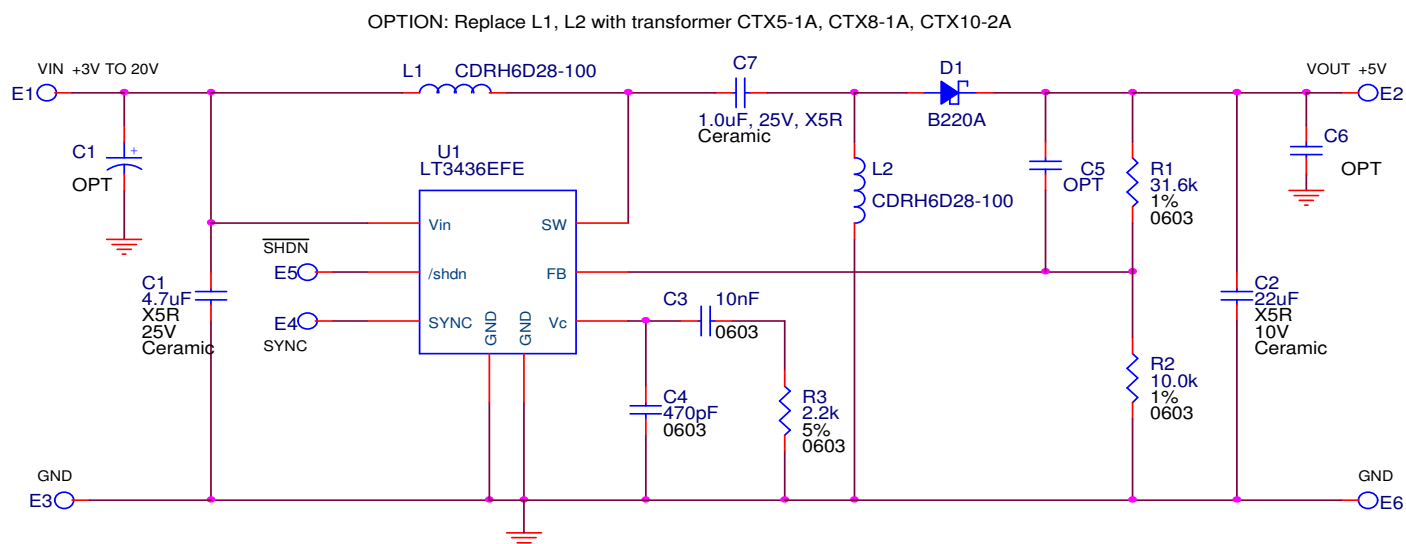 OPTION: Replace L1, L2 with transformer CTX5-1A, CTX8-1A, CTX10-2A
VIN +3V TO 20V
E1
L1
CDRH6D28-100
C7
1.0uF, 25V, X5R
Ceramic
D1
B220A
VOUT +5V
E2
C1
+
OPT
U1
LT3436EFE
Vin
SW
/shdn
FB
SYNC
GND
GND
Vc
L2
CDRH6D28-100
C5
OPT
R1
31.6k
1%
0603
C6
OPT
SHDN
E5
E4
SYNC
C1
4.7uF
X5R
25V
Ceramic
C3
10nF
0603
C4
470pF
0603
R3
2.2k
5%
0603
R2
10.0k
1%
0603
C2
22uF
X5R
10V
Ceramic
GND
E3
GND
E6